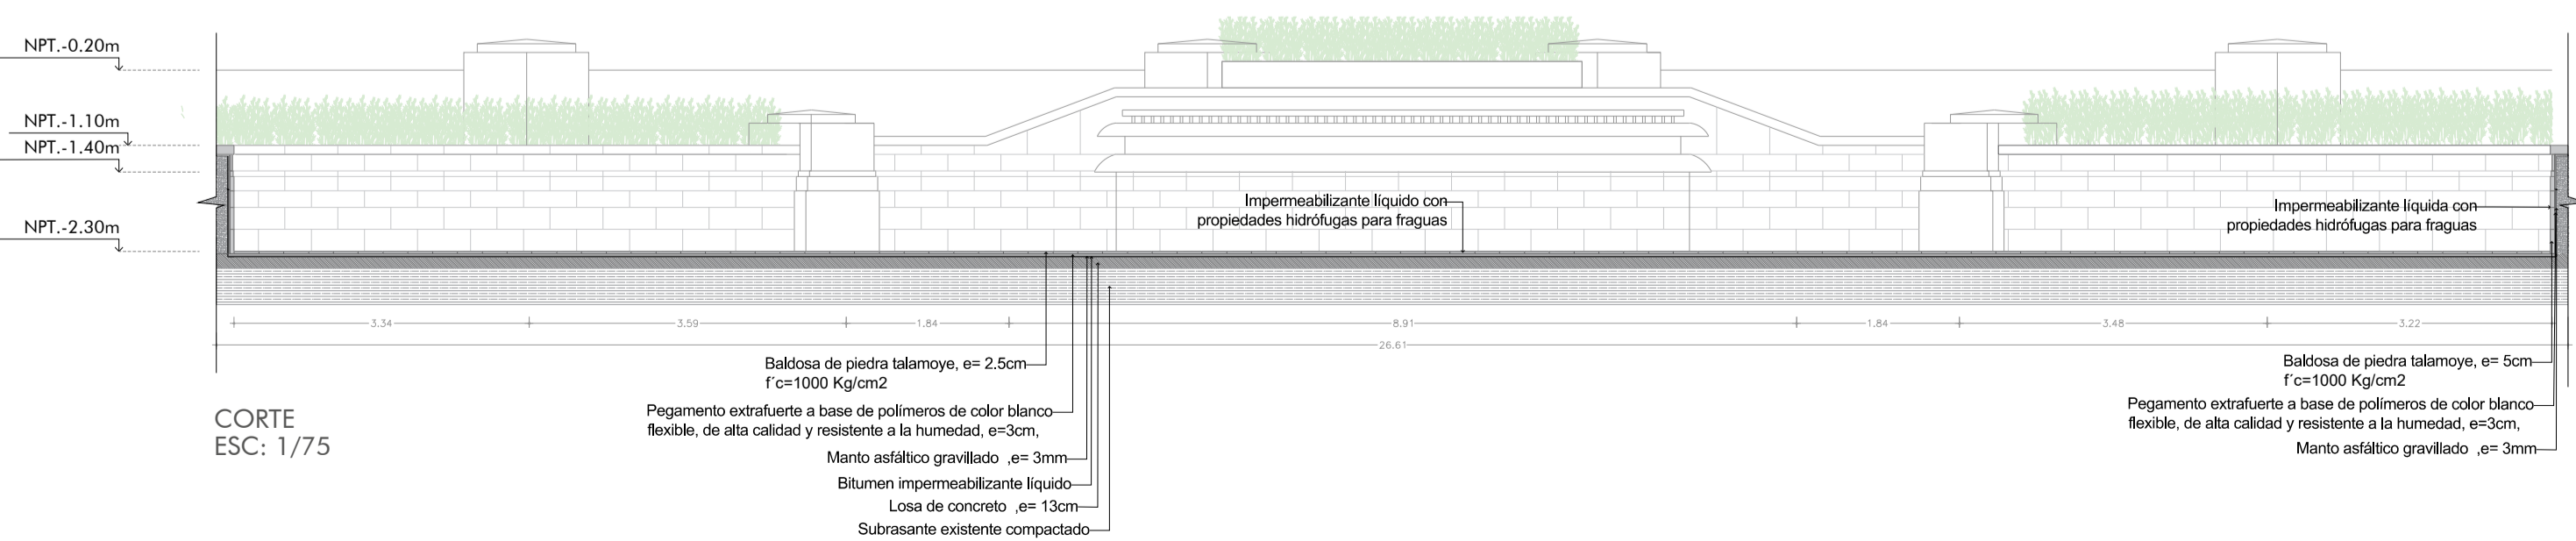 NPT.-0.20m
NPT.-1.10m
NPT.-1.40m
NPT.-2.30m
Impermeabilizante líquido con
propiedades hidrófugas para fraguas
Impermeabilizante líquida con
propiedades hidrófugas para fraguas
3.34
3.59
1.84
8.91
1.84
3.48
3.22
26.61
Baldosa de piedra talamoye, e= 2.5cm
f´c=1000 Kg/cm2
Pegamento extrafuerte a base de polímeros de color blanco
flexible, de alta calidad y resistente a la humedad, e=3cm,
Manto asfáltico gravillado ,e= 3mm
Bitumen impermeabilizante líquido
Losa de concreto ,e= 13cm
Subrasante existente compactado
Baldosa de piedra talamoye, e= 5cm
f´c=1000 Kg/cm2
Pegamento extrafuerte a base de polímeros de color blanco
flexible, de alta calidad y resistente a la humedad, e=3cm,
Manto asfáltico gravillado ,e= 3mm
CORTE
ESC: 1/75